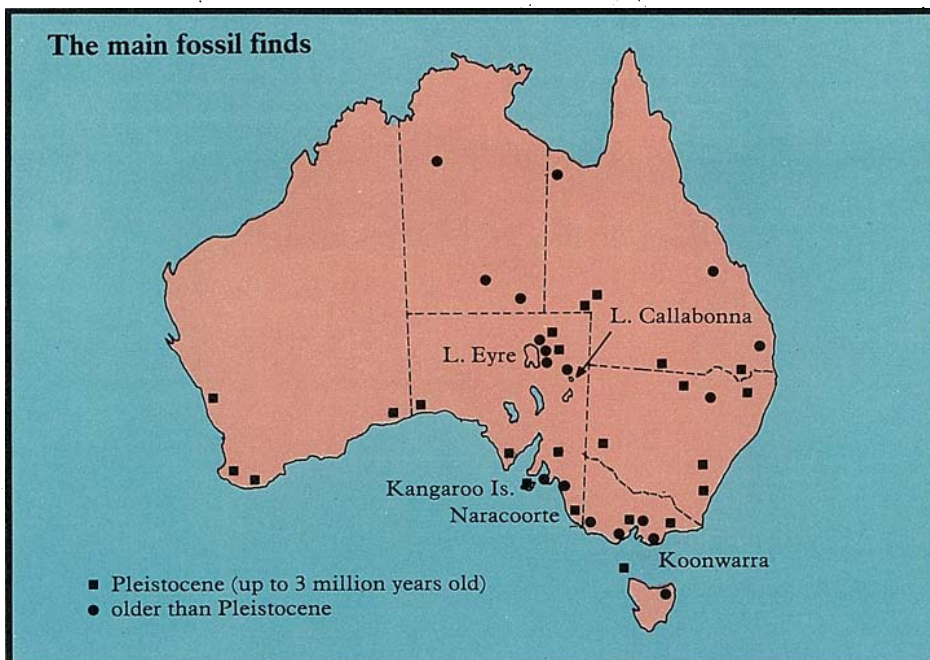 The main fossil finds
L. Callabonna
L. Eyre
Kangaroo Is.
Naracoorte
Koonwarra
Pleistocene (up to 3 million years old)
older than Pleistocene